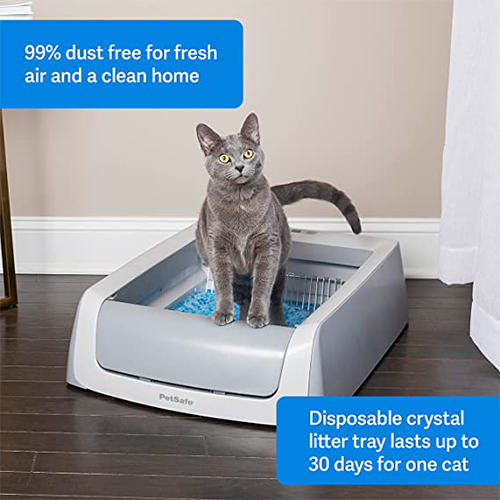 99% dust free for fresh
air and a clean home
PetSafe
Disposable crystal
litter tray lasts up to
30 days for one cat